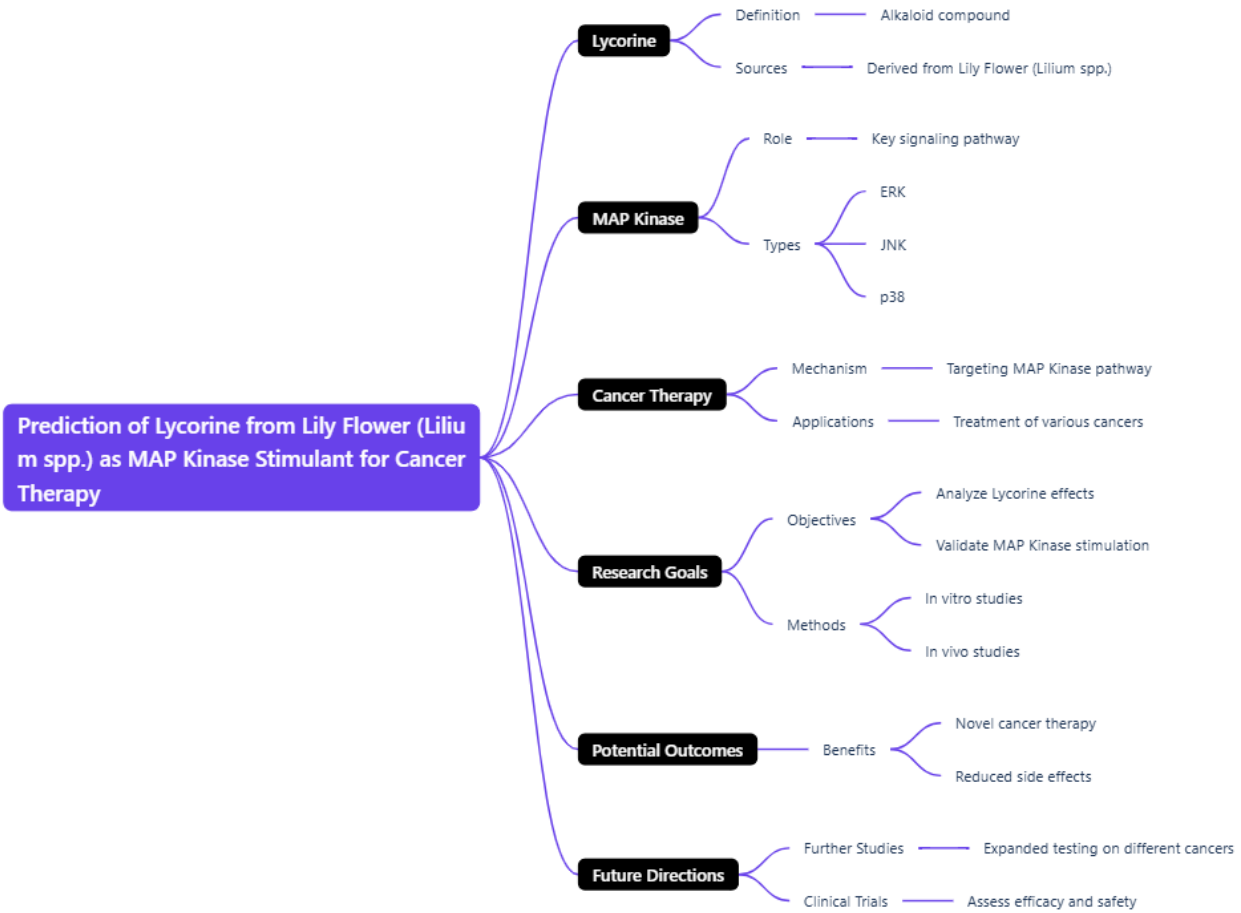 Prediction of Lycorine from Lily Flower (Liliu
m spp.) as MAP Kinase Stimulant for Cancer
Therapy
Lycorine
Definition
Alkaloid compound
Sources
Derived from Lily Flower (Lilium spp.)
MAP Kinase
Role
Key signaling pathway
Types
ERK
JNK
p38
Cancer Therapy
Mechanism
Targeting MAP Kinase pathway
Applications
Treatment of various cancers
Research Goals
Objectives
Analyze Lycorine effects
Validate MAP Kinase stimulation
Methods
In vitro studies
In vivo studies
Potential Outcomes
Benefits
Novel cancer therapy
Reduced side effects
Future Directions
Further Studies
Expanded testing on different cancers
Clinical Trials
Assess efficacy and safety